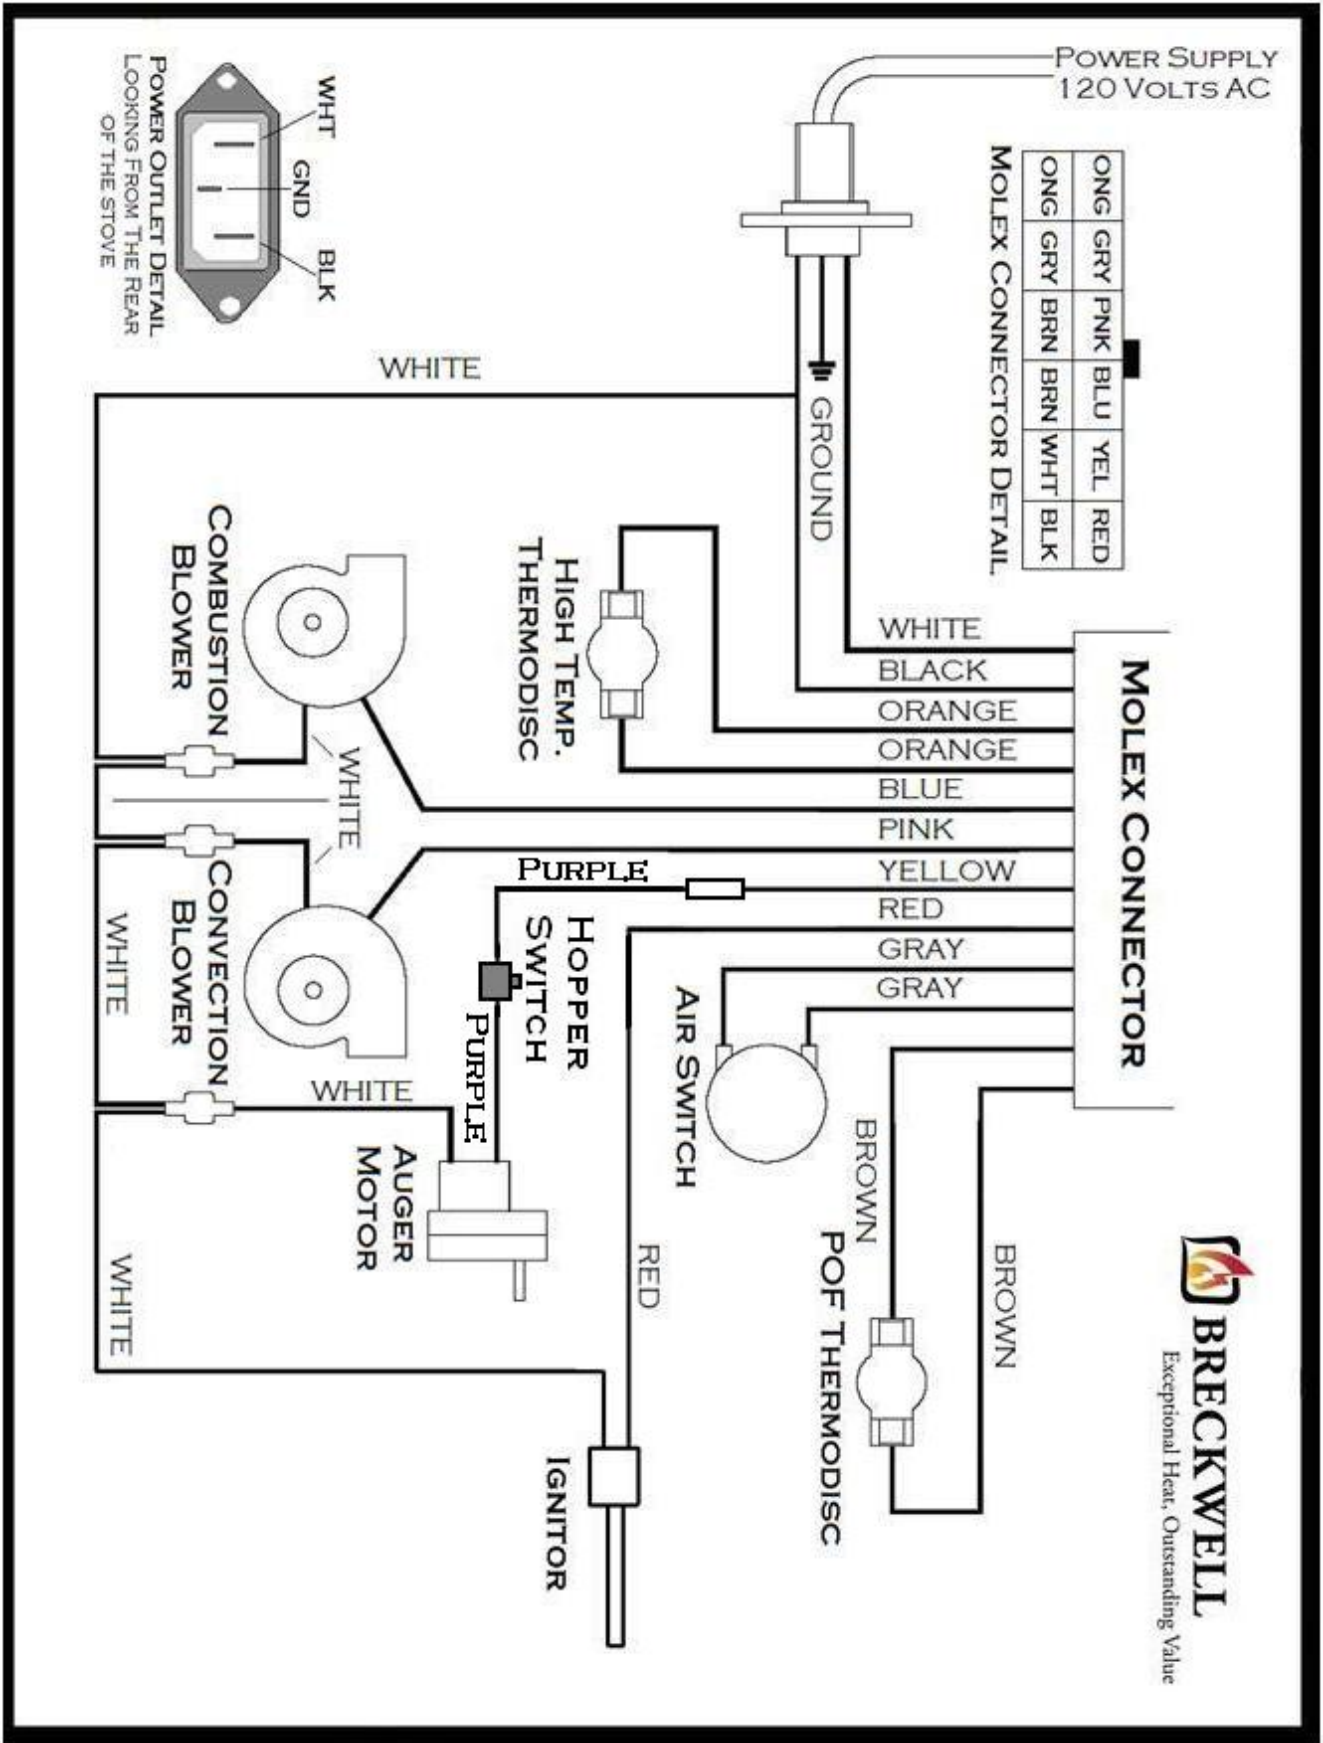 POWER SUPPLY
120 VOLTS AC
ONG GRY PNK BLU YEL RED
ONG GRY BRN BRN WHT BLK
MOLEX CONNECTOR DETAIL
WHT
GND
BLK
POWER OUTLET DETAIL
LOOKING FROM THE REAR
OF THE STOVE
WHITE
GROUND
COMBUSTION
BLOWER
HIGH TEMP.
THERMODISC
WHITE
BLACK
ORANGE
ORANGE
BLUE
PINK
YELLOW
RED
GRAY
GRAY
MOLEX CONNECTOR
WHITE
PURPLE
HOPPER
SWITCH
PURPLE
CONVECTION
BLOWER
WHITE
AIR SWITCH
WHITE
AUGER
MOTOR
BROWN
BROWN
POF THERMODISC
RED
WHITE
IGNITOR
BRECKWELL
Exceptional Heat, Outstanding Value